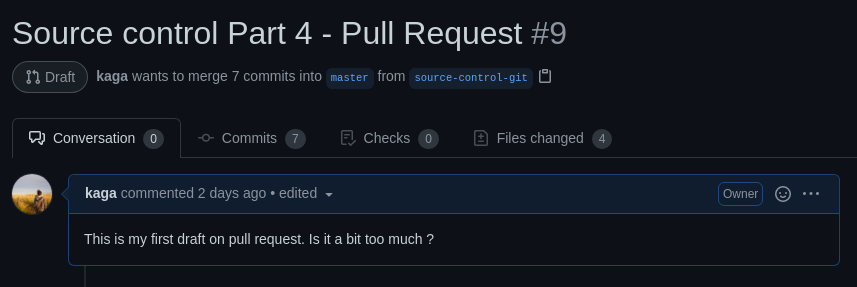 Source control Part 4 - Pull Request #9
Draft kaga wants to merge 7 commits into master from source-control-git
Conversation 0 Commits 7 Checks 0 Files changed 4
kaga commented 2 days ago • edited Owner
This is my first draft on pull request. Is it a bit too much ?